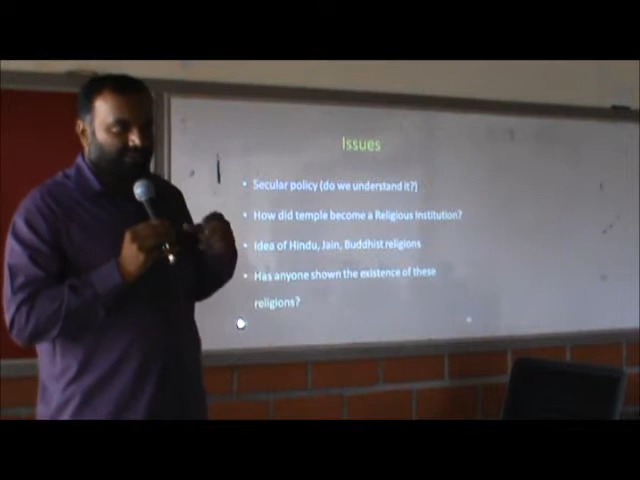 Issues
• Secular policy (do we understand it?)
• How did temple become a Religious Institution?
• Idea of Hindu, Jain, Buddhist religions
• Has anyone shown the existence of these
religions?